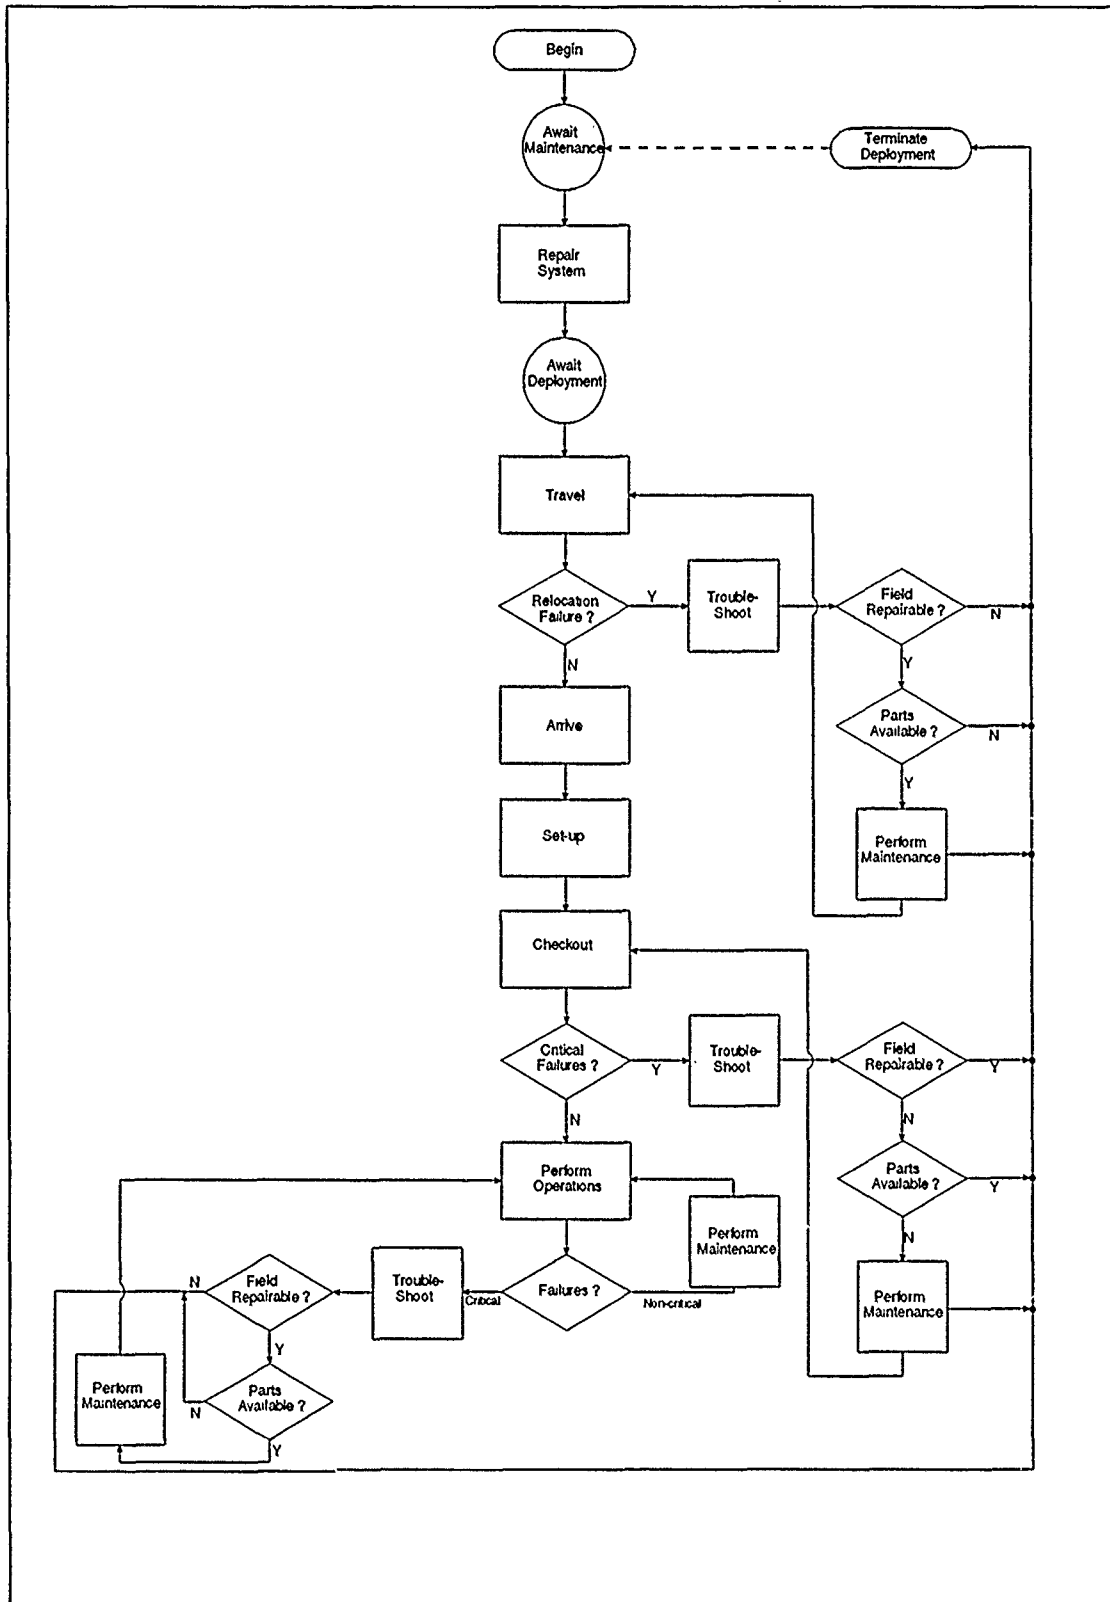 Begin
Await
Maintenance
Terminate
Deployment
Repair
System
Await
Deployment
Travel
Relocation
Failure ?
Y
Trouble-
Shoot
Field
Repairable ?
N
N
Y
Arrive
Parts
Available ?
N
Y
Set-up
Perform
Maintenance
Checkout
Critical
Failures ?
Y
Trouble-
Shoot
Field
Repairable ?
Y
N
N
Perform
Operations
Parts
Available ?
Y
N
Perform
Maintenance
Failures ?
Critical
Non-critical
Trouble-
Shoot
Field
Repairable ?
N
Y
Perform
Maintenance
Perform
Maintenance
Parts
Available ?
N
Y